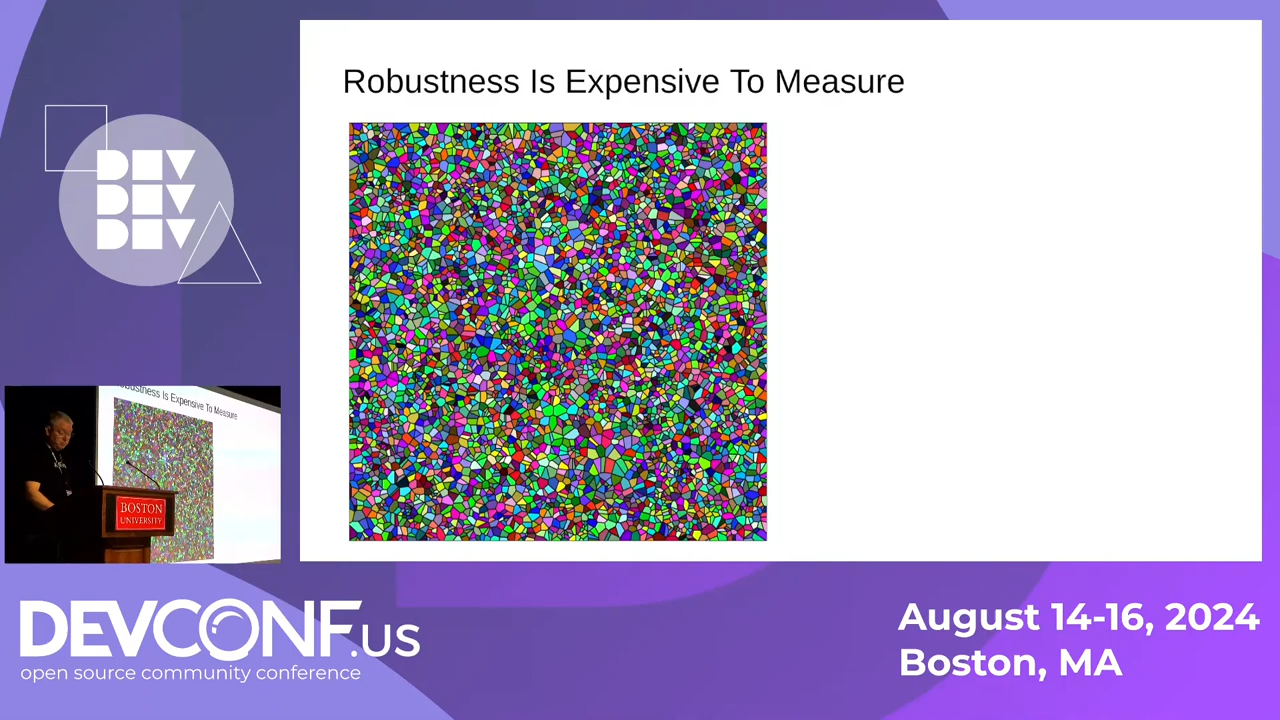 Robustness Is Expensive To Measure
DEV
DEV
DEV
Robustness Is Expensive To Measure
BOSTON
UNIVERSITY
DEVCONF.US
open source community conference
August 14-16, 2024
Boston, MA